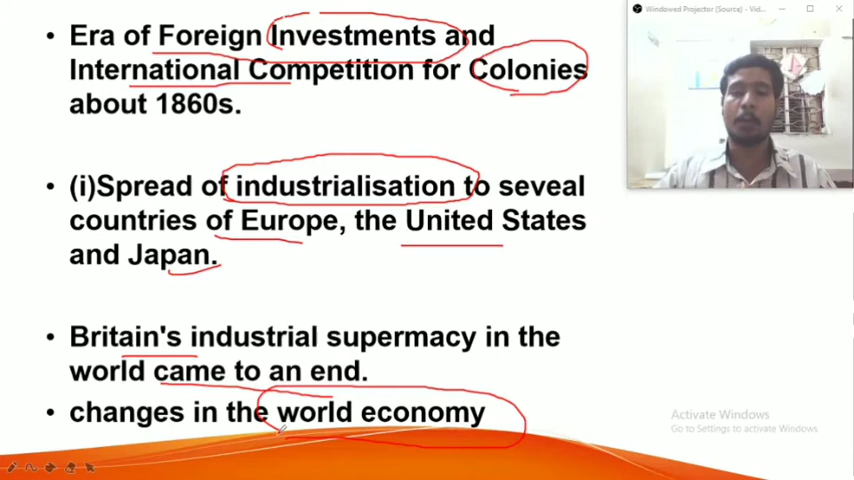 Windowed Projector (Source) - Vid...
• Era of Foreign Investments and
International Competition for Colonies
about 1860s.
• (i)Spread of industrialisation to seveal
countries of Europe, the United States
and Japan.
• Britain's industrial supermacy in the
world came to an end.
• changes in the world economy
Activate Windows
Go to Settings to activate Windows.